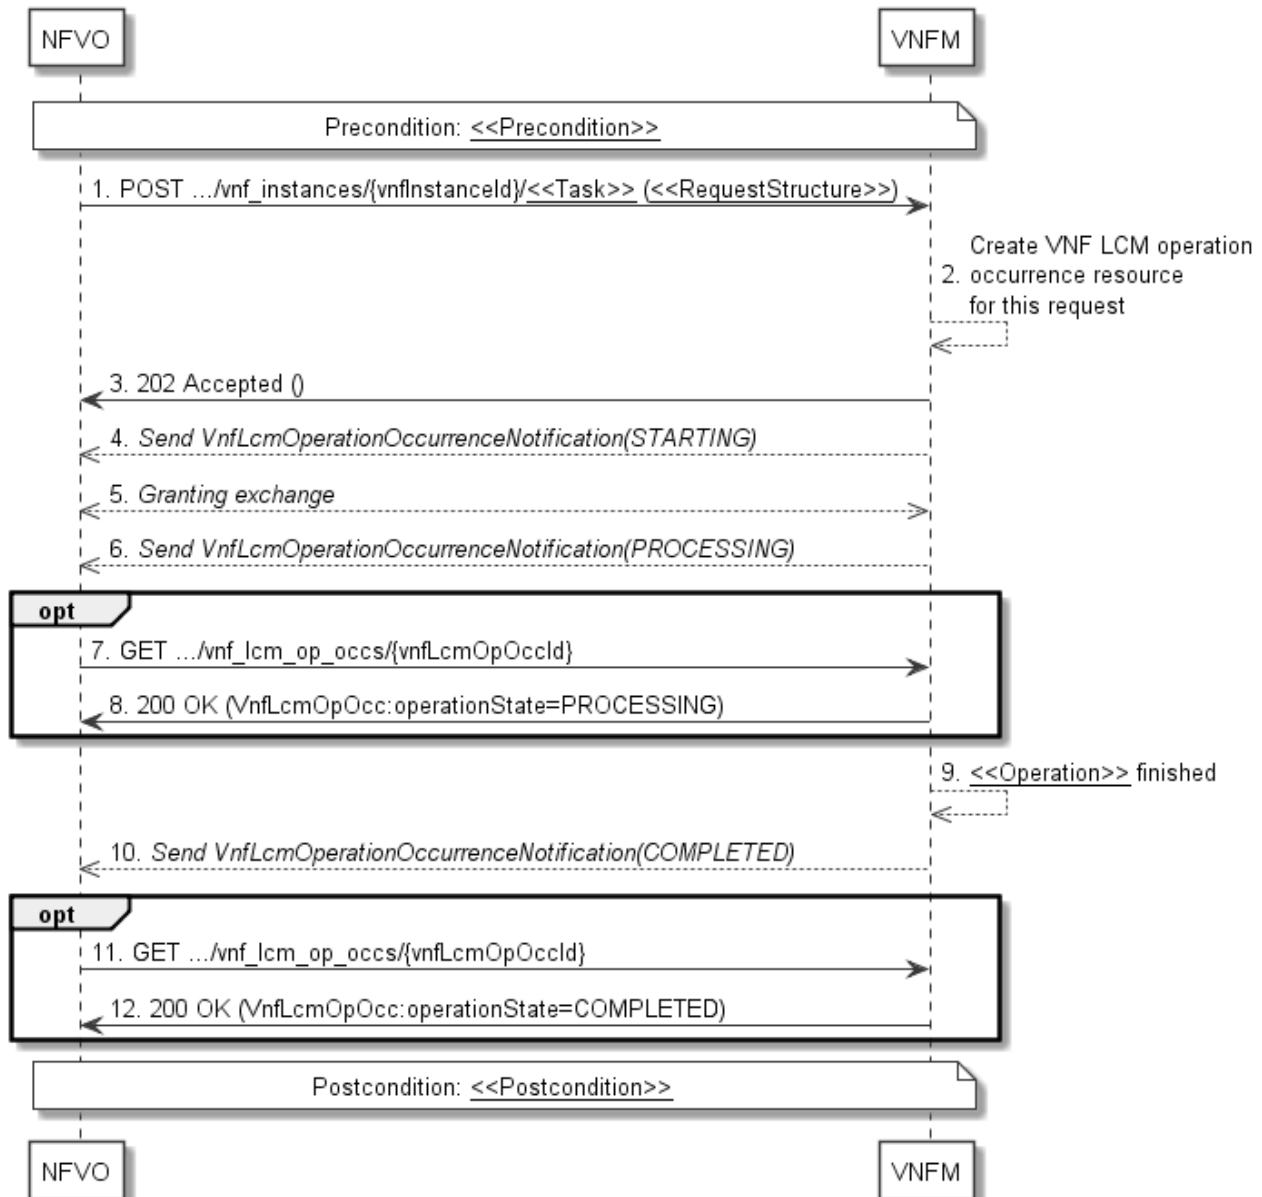 NFVO VNFM
Precondition: <<Precondition>>
1. POST .../vnf_instances/{vnfInstanceId}/<<Task>> (<<RequestStructure>>)
Create VNF LCM operation
2. occurrence resource
for this request
3. 202 Accepted ()
4. Send VnfLcmOperationOccurrenceNotification(STARTING)
5. Granting exchange
6. Send VnfLcmOperationOccurrenceNotification(PROCESSING)
opt
7. GET .../vnf_lcm_op_occs/{vnfLcmOpOccId}
8. 200 OK (VnfLcmOpOcc:operationState=PROCESSING)
9. <<Operation>> finished
10. Send VnfLcmOperationOccurrenceNotification(COMPLETED)
opt
11. GET .../vnf_lcm_op_occs/{vnfLcmOpOccId}
12. 200 OK (VnfLcmOpOcc:operationState=COMPLETED)
Postcondition: <<Postcondition>>
NFVO VNFM